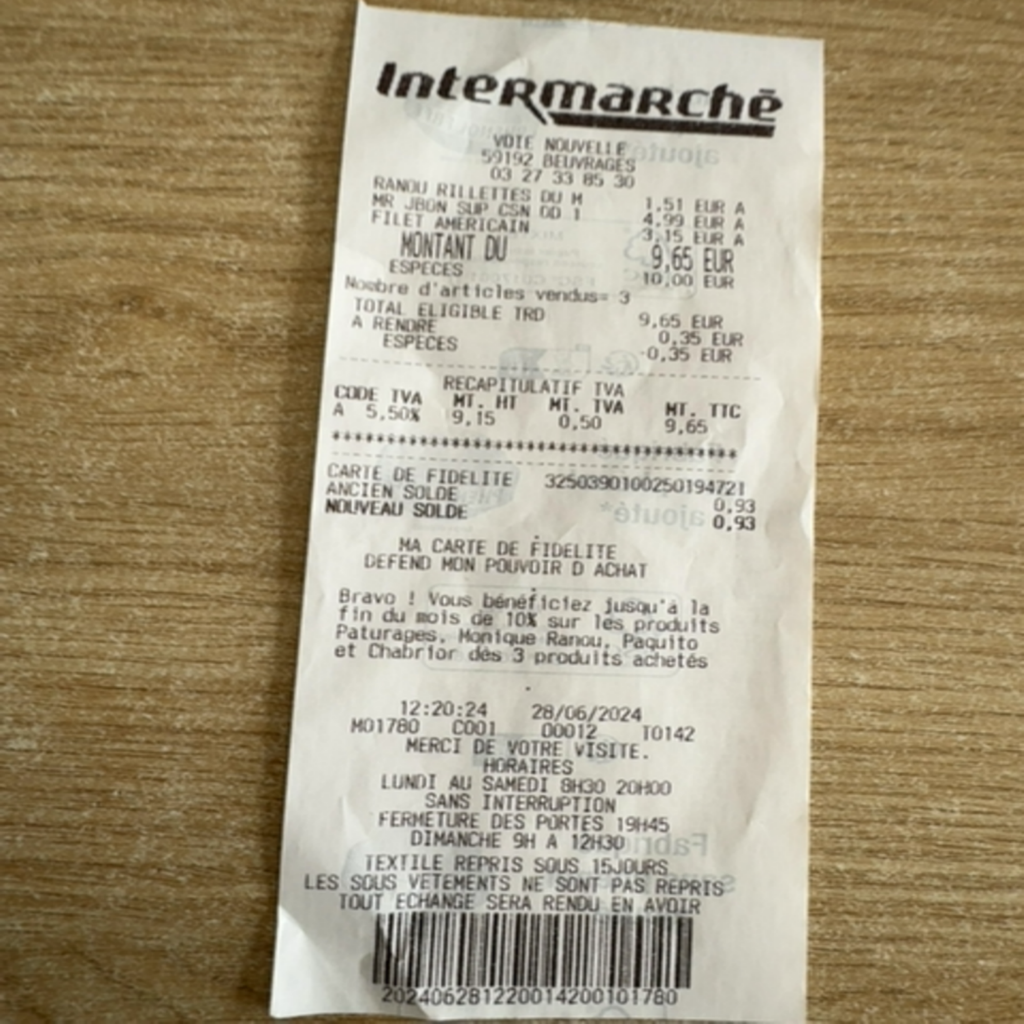 Intermarchē
VOIE NOUVELLE
59192 BEUVRAGES
03 27 33 85 30
RANOU RILLETTES DU M 1,51 EUR A
MR JBON SUP CSN DD 1 4,99 EUR A
FILET AMERICAIN 3,15 EUR A
MONTANT DU 9,65 EUR
ESPECES 10,00 EUR
Nombre d'articles vendus= 3
TOTAL ELIGIBLE TRD 9,65 EUR
A RENDRE 0,35 EUR
ESPECES -0,35 EUR
RECAPITULATIF TVA
CODE TVA MT. HT MT. TVA MT. TTC
A 5,50% 9,15 0,50 9,65
****************************************
CARTE DE FIDELITE 3250390100250194721
ANCIEN SOLDE 0,93
NOUVEAU SOLDE 0,93
MA CARTE DE FIDELITE
DEFEND MON POUVOIR D ACHAT
Bravo ! Vous bénéficiez jusqu'à la
fin du mois de 10% sur les produits
Paturages, Monique Ranou, Paquito
et Chabrior dès 3 produits achetés
12:20:24 28/06/2024
M01780 C001 00012 T0142
MERCI DE VOTRE VISITE.
HORAIRES
LUNDI AU SAMEDI 8H30 20H00
SANS INTERRUPTION
FERMETURE DES PORTES 19H45
DIMANCHE 9H A 12H30
TEXTILE REPRIS SOUS 15JOURS
LES SOUS VETEMENTS NE SONT PAS REPRIS
TOUT ECHANGE SERA RENDU EN AVOIR
20240628122001420010​1780